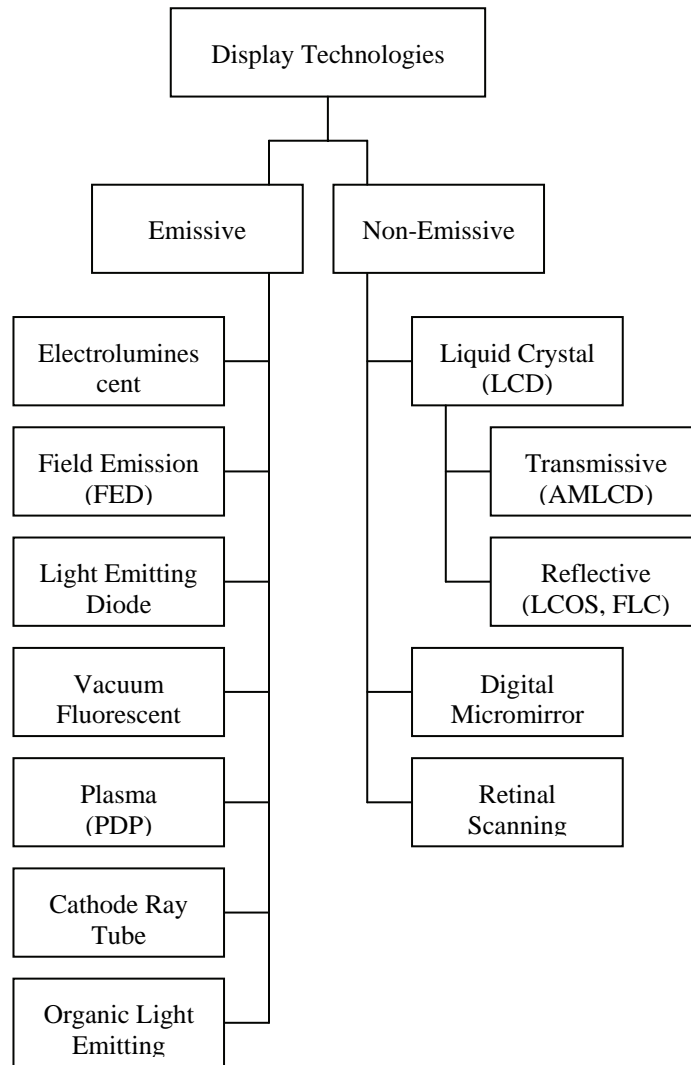 Display Technologies
Emissive
Non-Emissive
Electrolumines
cent
Field Emission
(FED)
Light Emitting
Diode
Vacuum
Fluorescent
Plasma
(PDP)
Cathode Ray
Tube
Organic Light
Emitting
Liquid Crystal
(LCD)
Transmissive
(AMLCD)
Reflective
(LCOS, FLC)
Digital
Micromirror
Retinal
Scanning